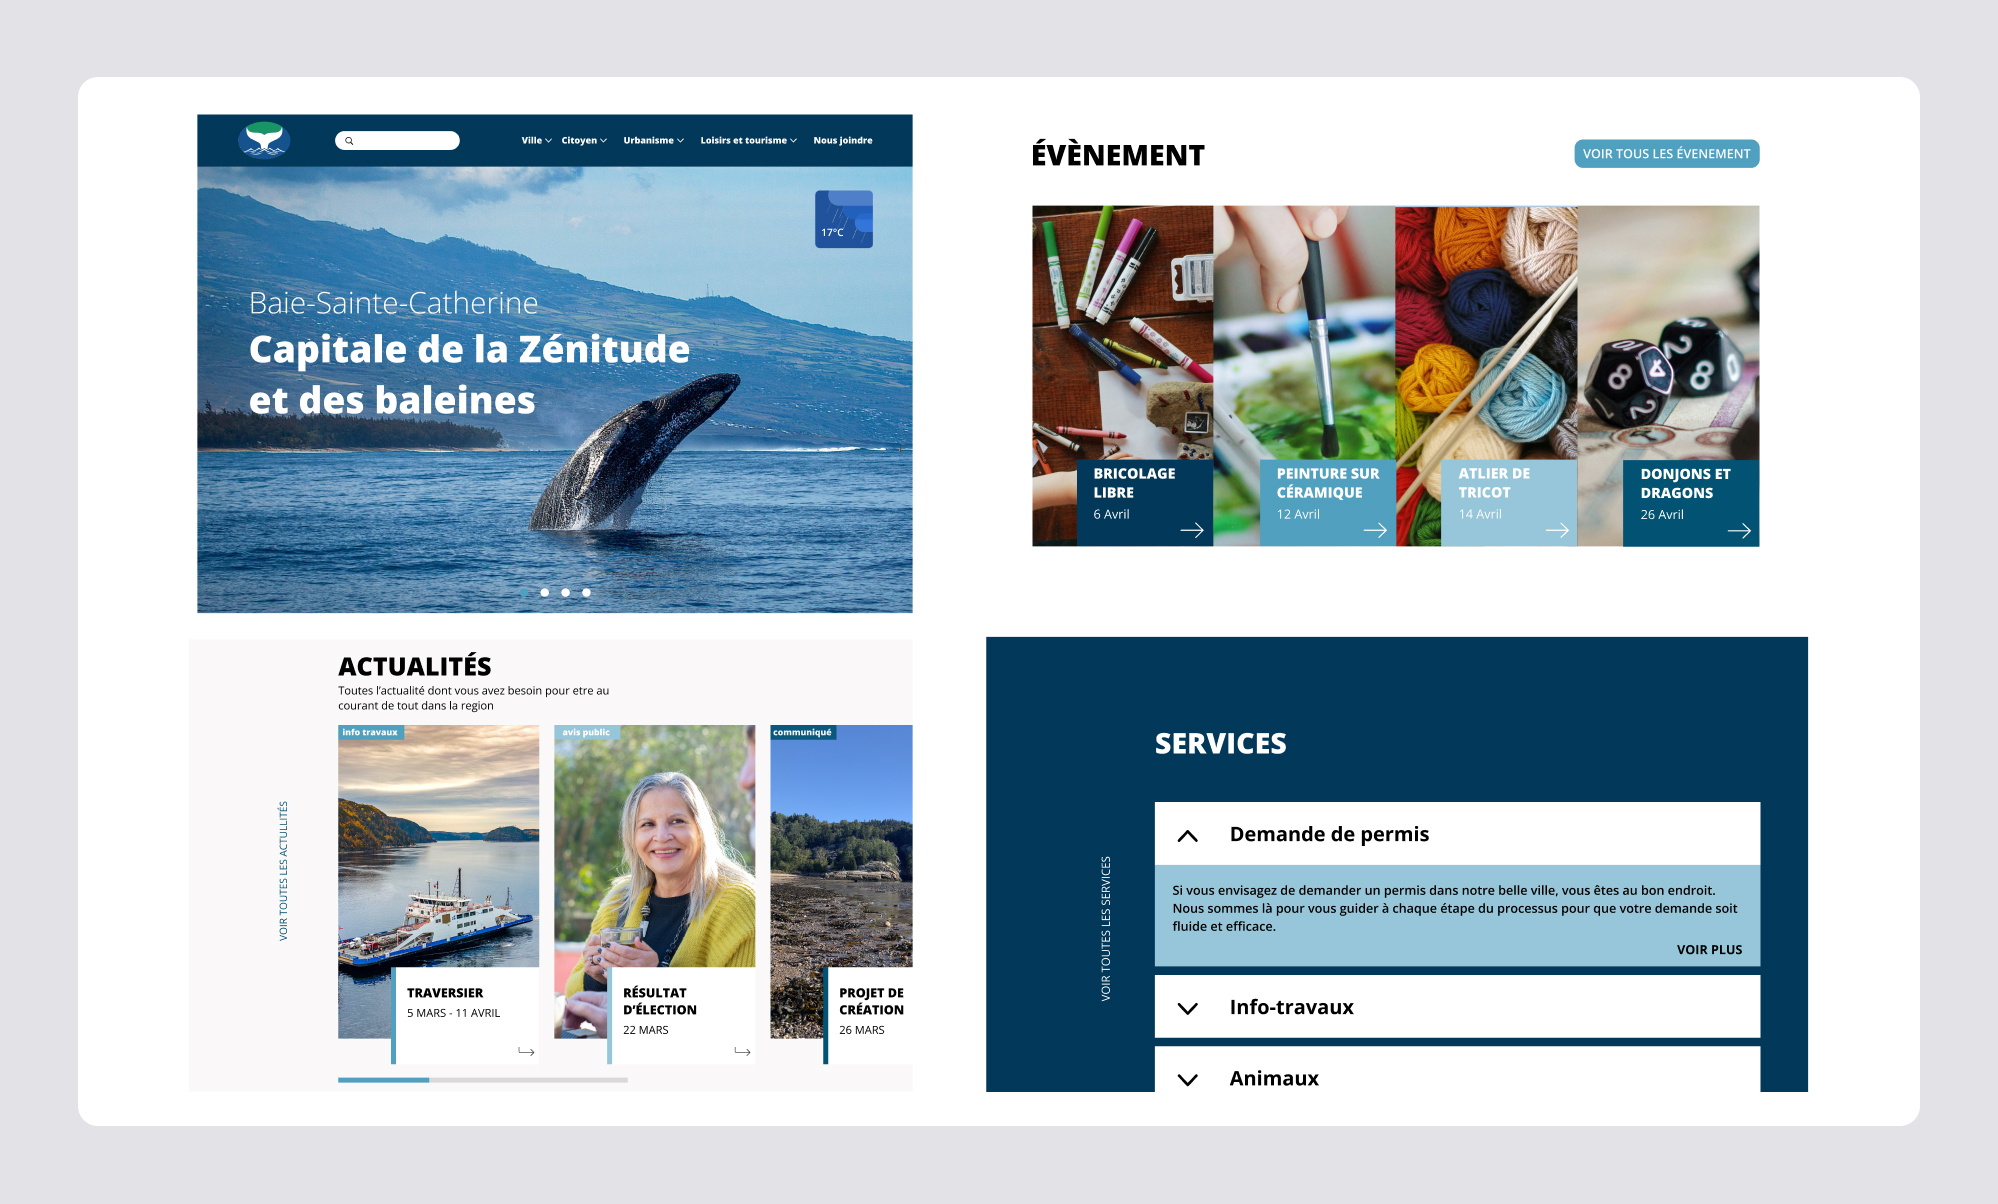 Ville
Citoyen
Urbanisme
Loisirs et tourisme
Nous joindre
17°C
Baie-Sainte-Catherine
Capitale de la Zénitude
et des baleines
ÉVÈNEMENT
VOIR TOUS LES ÉVENEMENT
BRICOLAGE
LIBRE
6 Avril
PEINTURE SUR
CÉRAMIQUE
12 Avril
ATLIER DE
TRICOT
14 Avril
DONJONS ET
DRAGONS
26 Avril
ACTUALITÉS
Toutes l'actualité dont vous avez besoin pour etre au
courant de tout dans la region
VOIR TOUTES LES ACTULLITÉS
info travaux
TRAVERSIER
5 MARS - 11 AVRIL
avis public
RÉSULTAT
D'ÉLECTION
22 MARS
communiqué
PROJET DE
CRÉATION
26 MARS
SERVICES
VOIR TOUTES LES SERVICES
Demande de permis
Si vous envisagez de demander un permis dans notre belle ville, vous êtes au bon endroit.
Nous sommes là pour vous guider à chaque étape du processus pour que votre demande soit
fluide et efficace.
VOIR PLUS
Info-travaux
Animaux